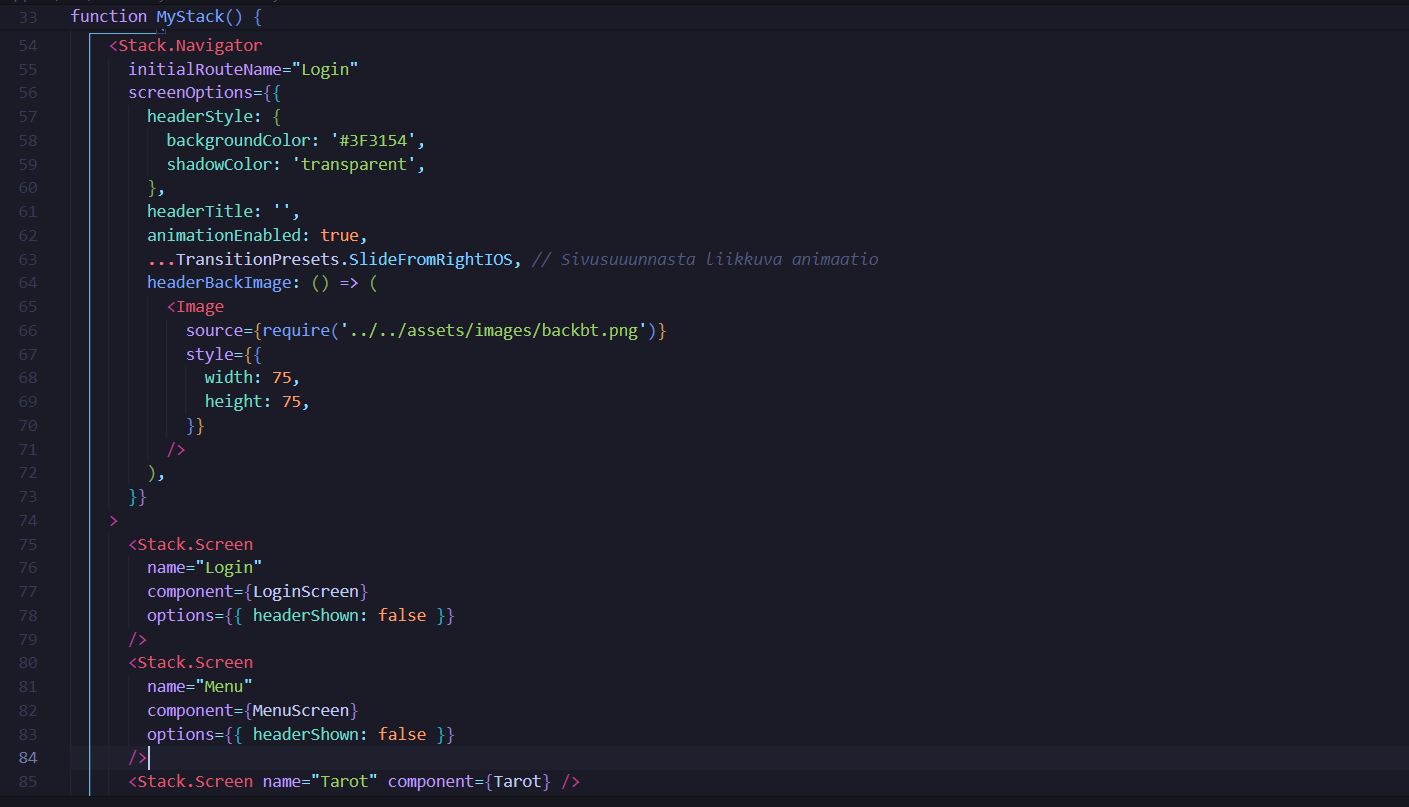 33 function MyStack() {
54 <Stack.Navigator
55 initialRouteName="Login"
56 screenOptions={{
57 headerStyle: {
58 backgroundColor: '#3F3154',
59 shadowColor: 'transparent',
60 },
61 headerTitle: '',
62 animationEnabled: true,
63 ...TransitionPresets.SlideFromRightIOS, // Sivusuuunnasta liikkuva animaatio
64 headerBackImage: () => (
65 <Image
66 source={require('../../assets/images/backbt.png')}
67 style={{
68 width: 75,
69 height: 75,
70 }}
71 />
72 ),
73 }}
74 >
75 <Stack.Screen
76 name="Login"
77 component={LoginScreen}
78 options={{ headerShown: false }}
79 />
80 <Stack.Screen
81 name="Menu"
82 component={MenuScreen}
83 options={{ headerShown: false }}
84 />
85 <Stack.Screen name="Tarot" component={Tarot} />